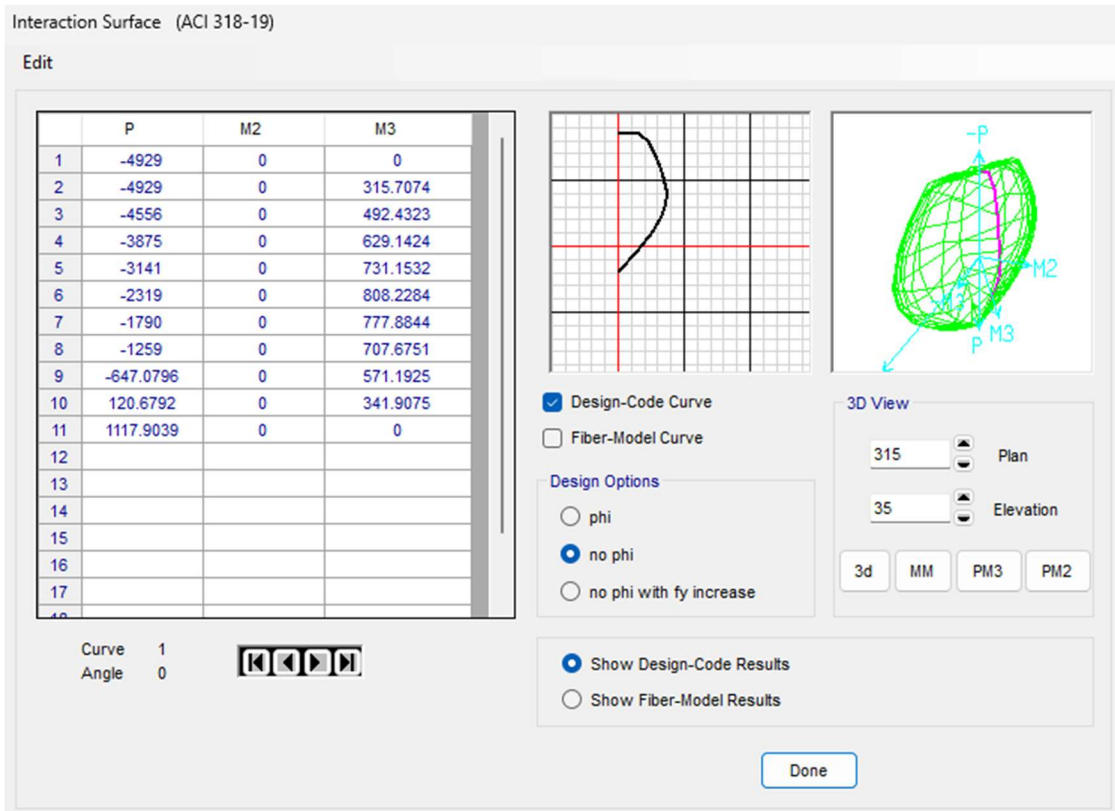 Interaction Surface (ACI 318-19)
Edit
P M2 M3
1 -4929 0 0
2 -4929 0 315.7074
3 -4556 0 492.4323
4 -3875 0 629.1424
5 -3141 0 731.1532
6 -2319 0 808.2284
7 -1790 0 777.8844
8 -1259 0 707.6751
9 -647.0796 0 571.1925
10 120.6792 0 341.9075
11 1117.9039 0 0
12
13
14
15
16
17
Curve 1
Angle 0
-P
M2
M3
P
Design-Code Curve
Fiber-Model Curve
Design Options
phi
no phi
no phi with fy increase
3D View
315 Plan
35 Elevation
3d MM PM3 PM2
Show Design-Code Results
Show Fiber-Model Results
Done